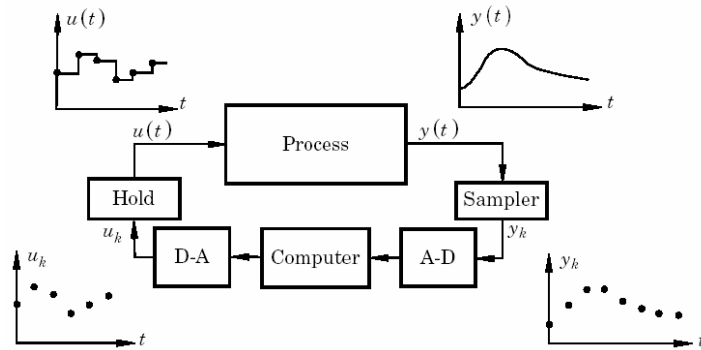 u(t)
y(t)
t
t
u(t)
Process
y(t)
Hold
Sampler
u_k
y_k
D-A
Computer
A-D
u_k
y_k
t
t